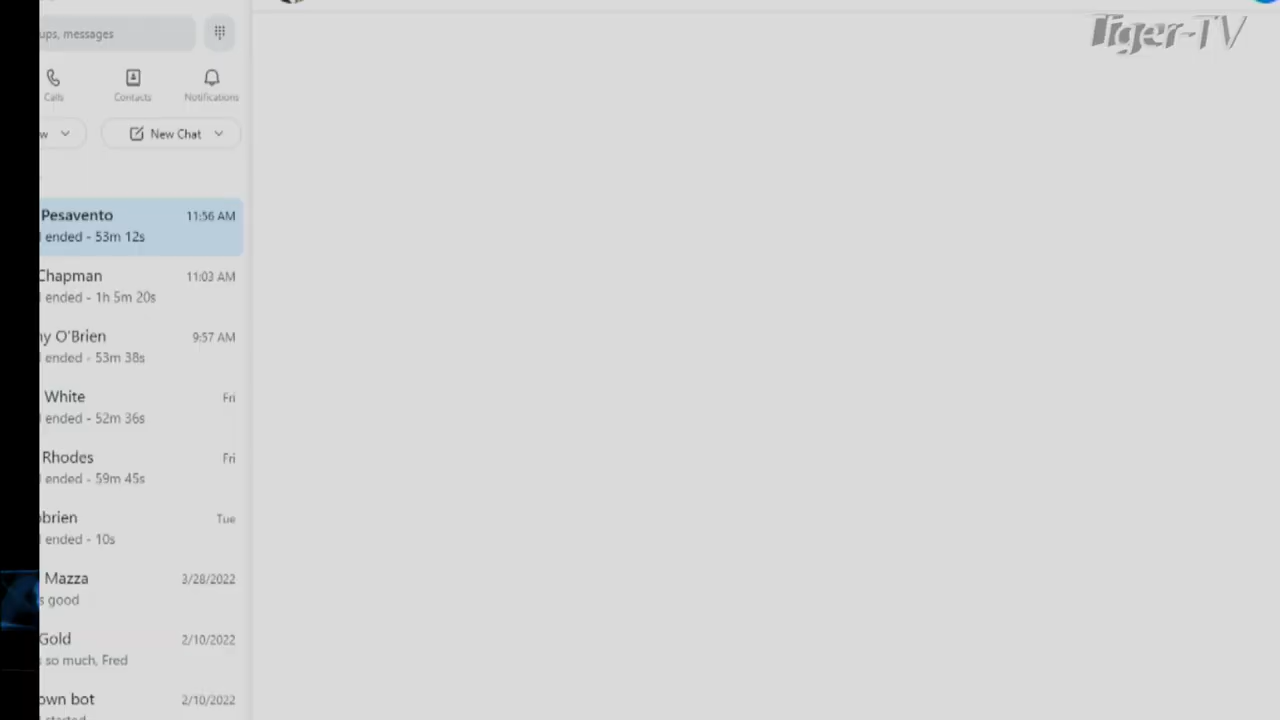 Tiger-TV
ups, messages
Calls
Contacts
Notifications
w
New Chat
Pesavento
11:56 AM
ended - 53m 12s
Chapman
11:03 AM
ended - 1h 5m 20s
ny O'Brien
9:57 AM
ended - 53m 38s
White
Fri
ended - 52m 36s
Rhodes
Fri
ended - 59m 45s
obrien
Tue
ended - 10s
Mazza
3/28/2022
s good
Gold
2/10/2022
so much, Fred
own bot
2/10/2022